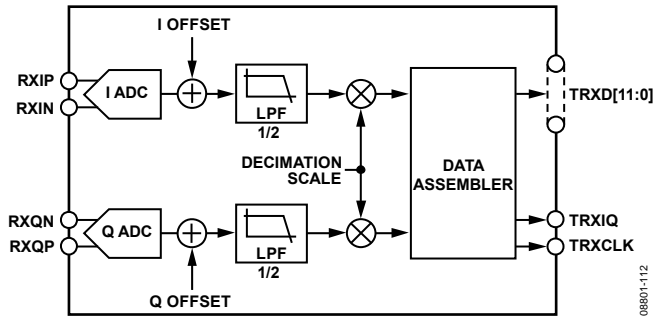 I OFFSET
RXIP
RXIN
I ADC
LPF
1/2
TRXD[11:0]
DECIMATION
SCALE
DATA
ASSEMBLER
RXQN
RXQP
Q ADC
LPF
1/2
TRXIQ
TRXCLK
Q OFFSET
08801-112